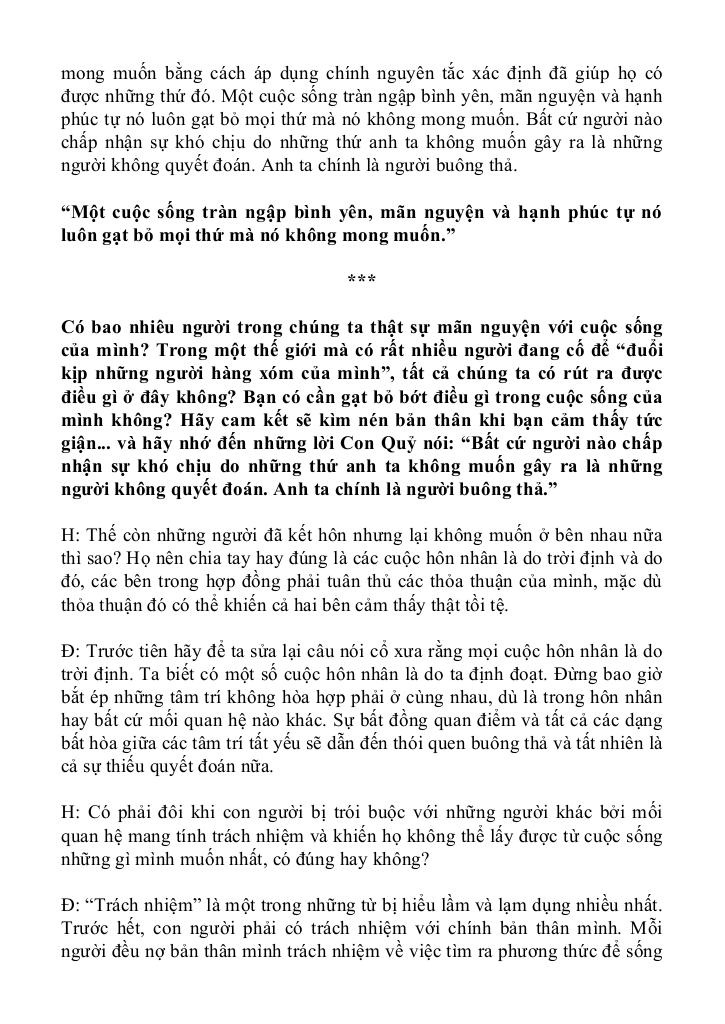 mong muốn bằng cách áp dụng chính nguyên tắc xác định đã giúp họ có
được những thứ đó. Một cuộc sống tràn ngập bình yên, mãn nguyện và hạnh
phúc tự nó luôn gạt bỏ mọi thứ mà nó không mong muốn. Bất cứ người nào
chấp nhận sự khó chịu do những thứ anh ta không muốn gây ra là những
người không quyết đoán. Anh ta chính là người buông thả.
“Một cuộc sống tràn ngập bình yên, mãn nguyện và hạnh phúc tự nó
luôn gạt bỏ mọi thứ mà nó không mong muốn.”
***
Có bao nhiêu người trong chúng ta thật sự mãn nguyện với cuộc sống
của mình? Trong một thế giới mà có rất nhiều người đang cố để “đuổi
kịp những người hàng xóm của mình”, tất cả chúng ta có rút ra được
điều gì ở đây không? Bạn có cần gạt bỏ bớt điều gì trong cuộc sống của
mình không? Hãy cam kết sẽ kìm nén bản thân khi bạn cảm thấy tức
giận... và hãy nhớ đến những lời Con Quỷ nói: “Bất cứ người nào chấp
nhận sự khó chịu do những thứ anh ta không muốn gây ra là những
người không quyết đoán. Anh ta chính là người buông thả.”
H: Thế còn những người đã kết hôn nhưng lại không muốn ở bên nhau nữa
thì sao? Họ nên chia tay hay đúng là các cuộc hôn nhân là do trời định và do
đó, các bên trong hợp đồng phải tuân thủ các thỏa thuận của mình, mặc dù
thỏa thuận đó có thể khiến cả hai bên cảm thấy thật tồi tệ.
Đ: Trước tiên hãy để ta sửa lại câu nói cổ xưa rằng mọi cuộc hôn nhân là do
trời định. Ta biết có một số cuộc hôn nhân là do ta định đoạt. Đừng bao giờ
bắt ép những tâm trí không hòa hợp phải ở cùng nhau, dù là trong hôn nhân
hay bất cứ mối quan hệ nào khác. Sự bất đồng quan điểm và tất cả các dạng
bất hòa giữa các tâm trí tất yếu sẽ dẫn đến thói quen buông thả và tất nhiên là
cả sự thiếu quyết đoán nữa.
H: Có phải đôi khi con người bị trói buộc với những người khác bởi mối
quan hệ mang tính trách nhiệm và khiến họ không thể lấy được từ cuộc sống
những gì mình muốn nhất, có đúng hay không?
Đ: “Trách nhiệm” là một trong những từ bị hiểu lầm và lạm dụng nhiều nhất.
Trước hết, con người phải có trách nhiệm với chính bản thân mình. Mỗi
người đều nợ bản thân mình trách nhiệm về việc tìm ra phương thức để sống